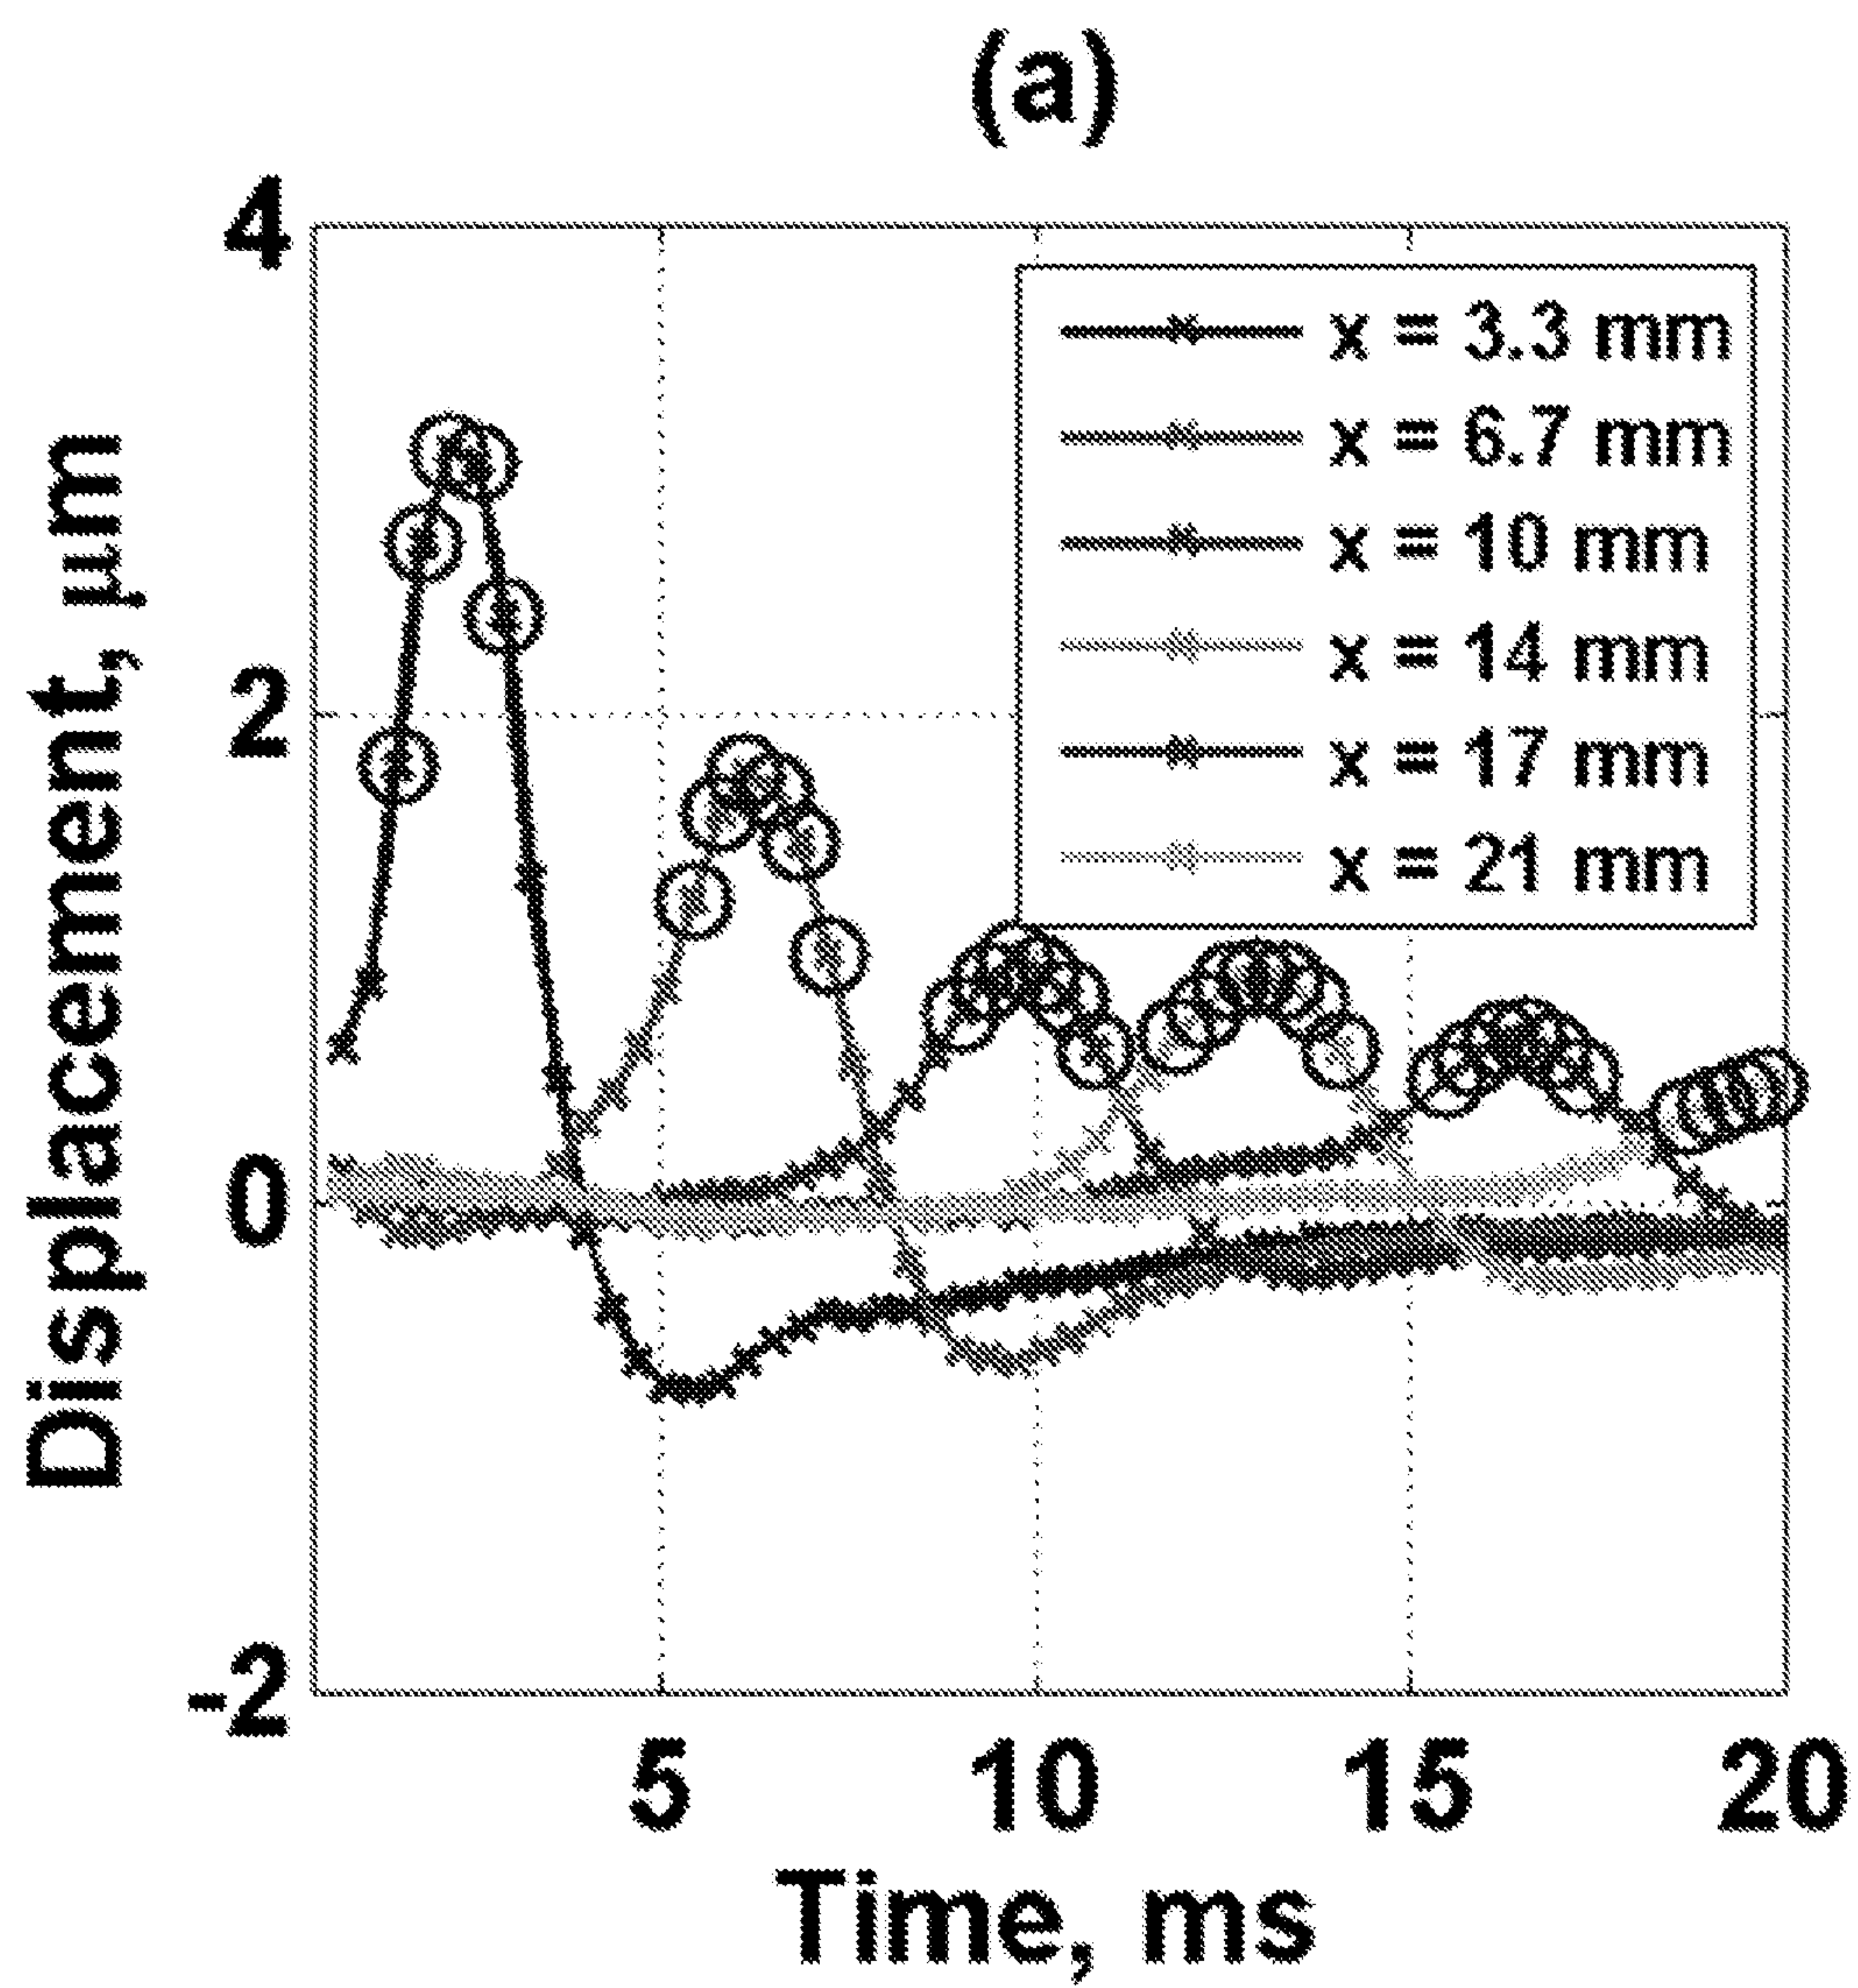 (a)
4
2
0
-2
Displacement, μm
x = 3.3 mm
x = 6.7 mm
x = 10 mm
x = 14 mm
x = 17 mm
x = 21 mm
5 10 15 20
Time, ms